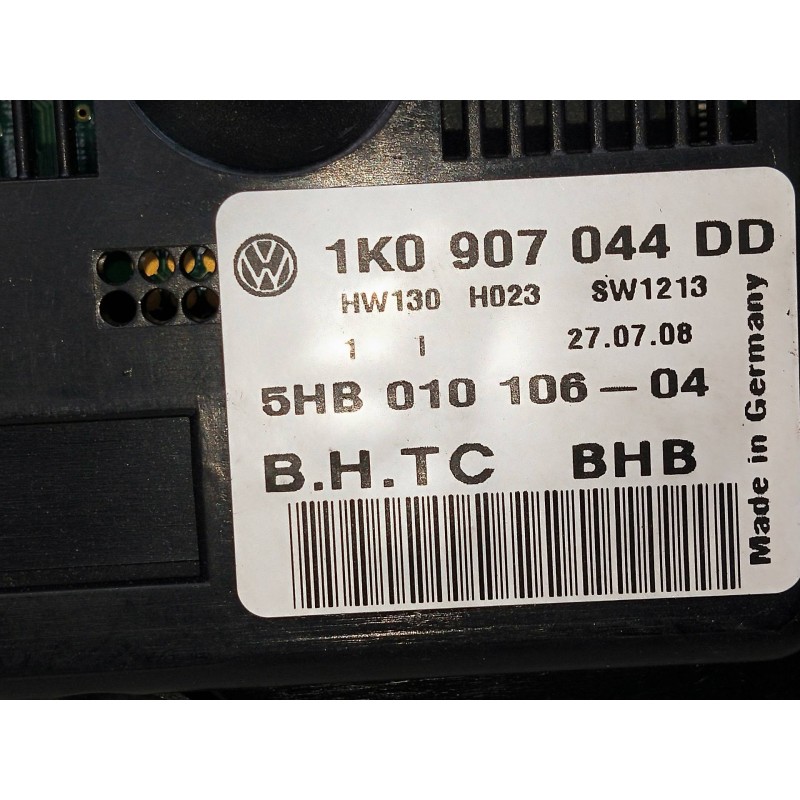 1K0 907 044 DD
HW130 H023 SW1213
1 I 27.07.08
5HB 010 106-04
B.H.TC BHB
Made in Germany